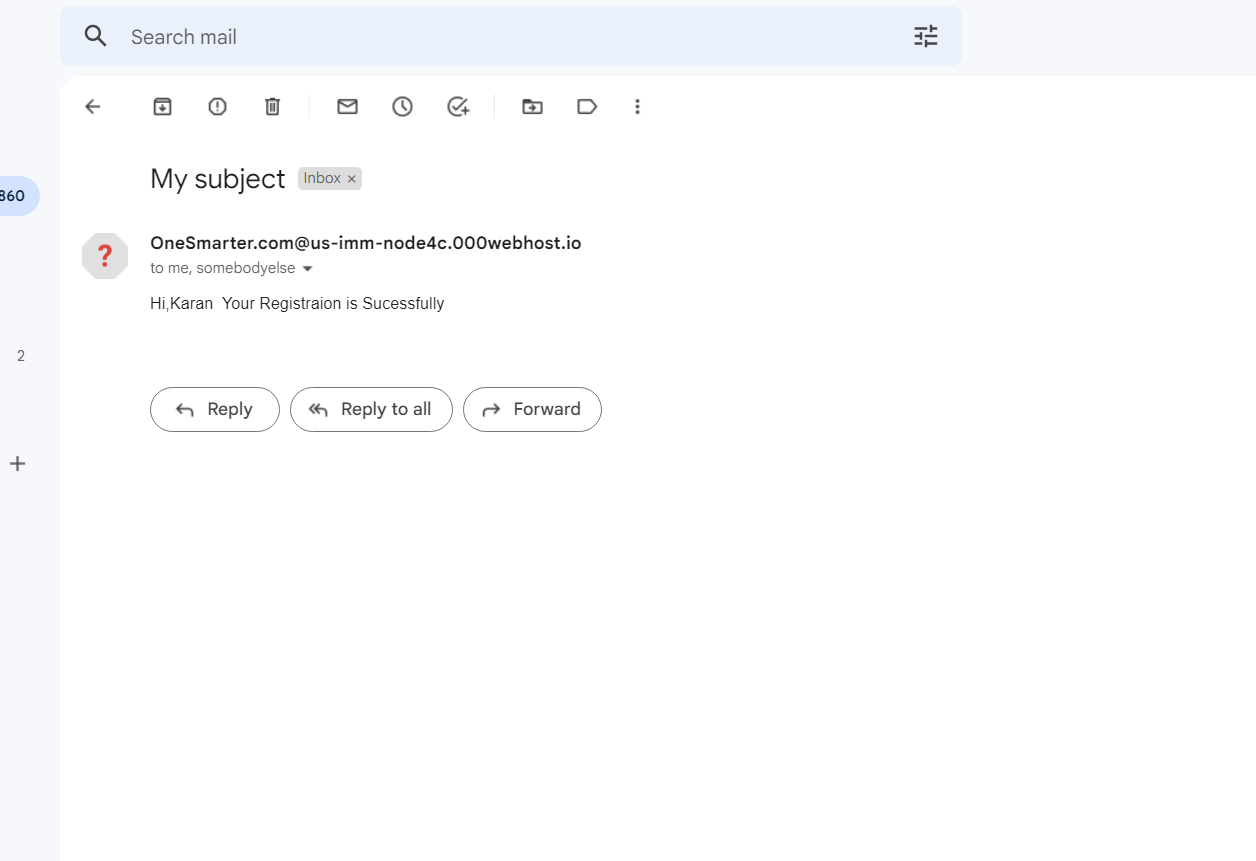 Search mail
My subject
Inbox ×
860
?
OneSmarter.com@us-imm-node4c.000webhost.io
to me, somebodyelse
Hi,Karan  Your Registraion is Sucessfully
2
Reply
Reply to all
Forward